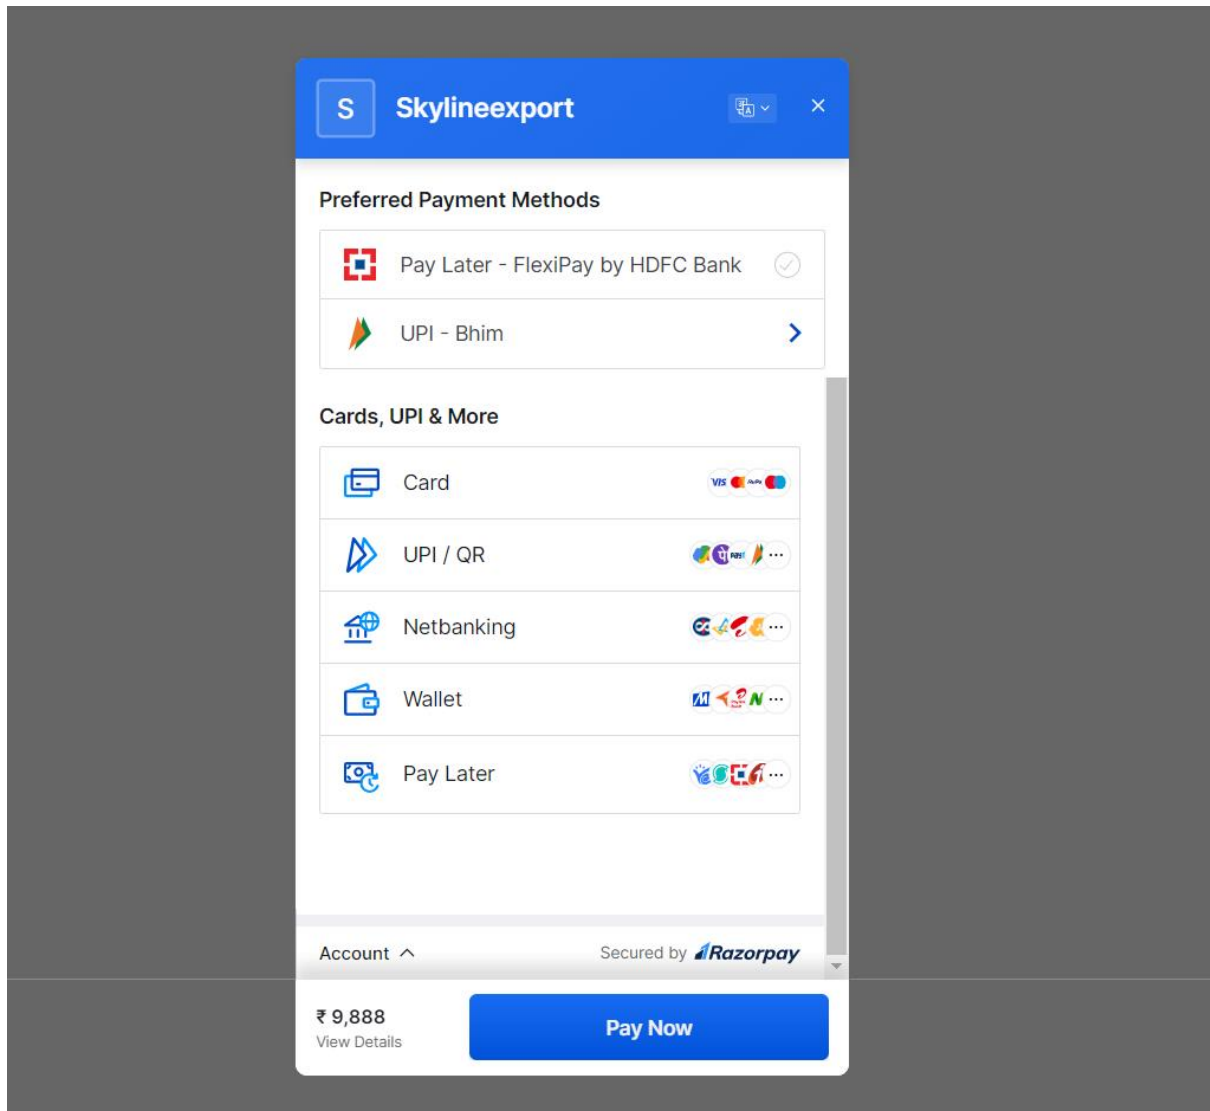 S Skylineexport
Preferred Payment Methods
Pay Later - FlexiPay by HDFC Bank
UPI - Bhim
Cards, UPI & More
Card VIS
UPI / QR पे
Netbanking
Wallet
Pay Later
Account Secured by Razorpay
₹ 9,888
View Details
Pay Now